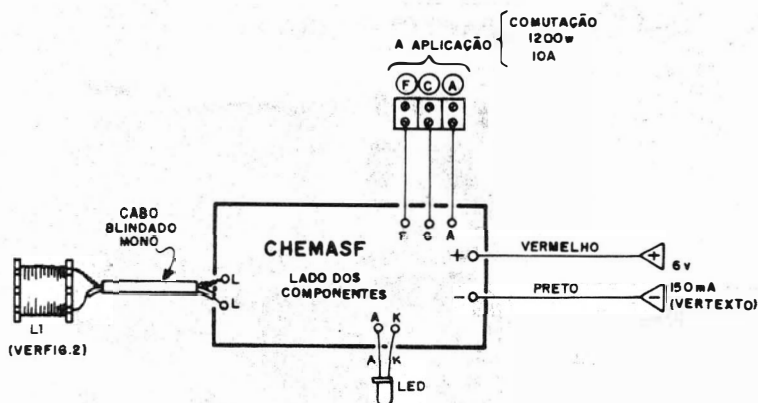 COMUTAÇÃO
1200w
10A
A APLICAÇÃO
F C A
CABO
BLINDADO
MONO
F G A
CHEMASF
LADO DOS
COMPONENTES
L
L
+ VERMELHO +
6v
- PRETO -
150mA
(VERTEXTO)
L1
(VERFIG.2)
A K
A K
LED